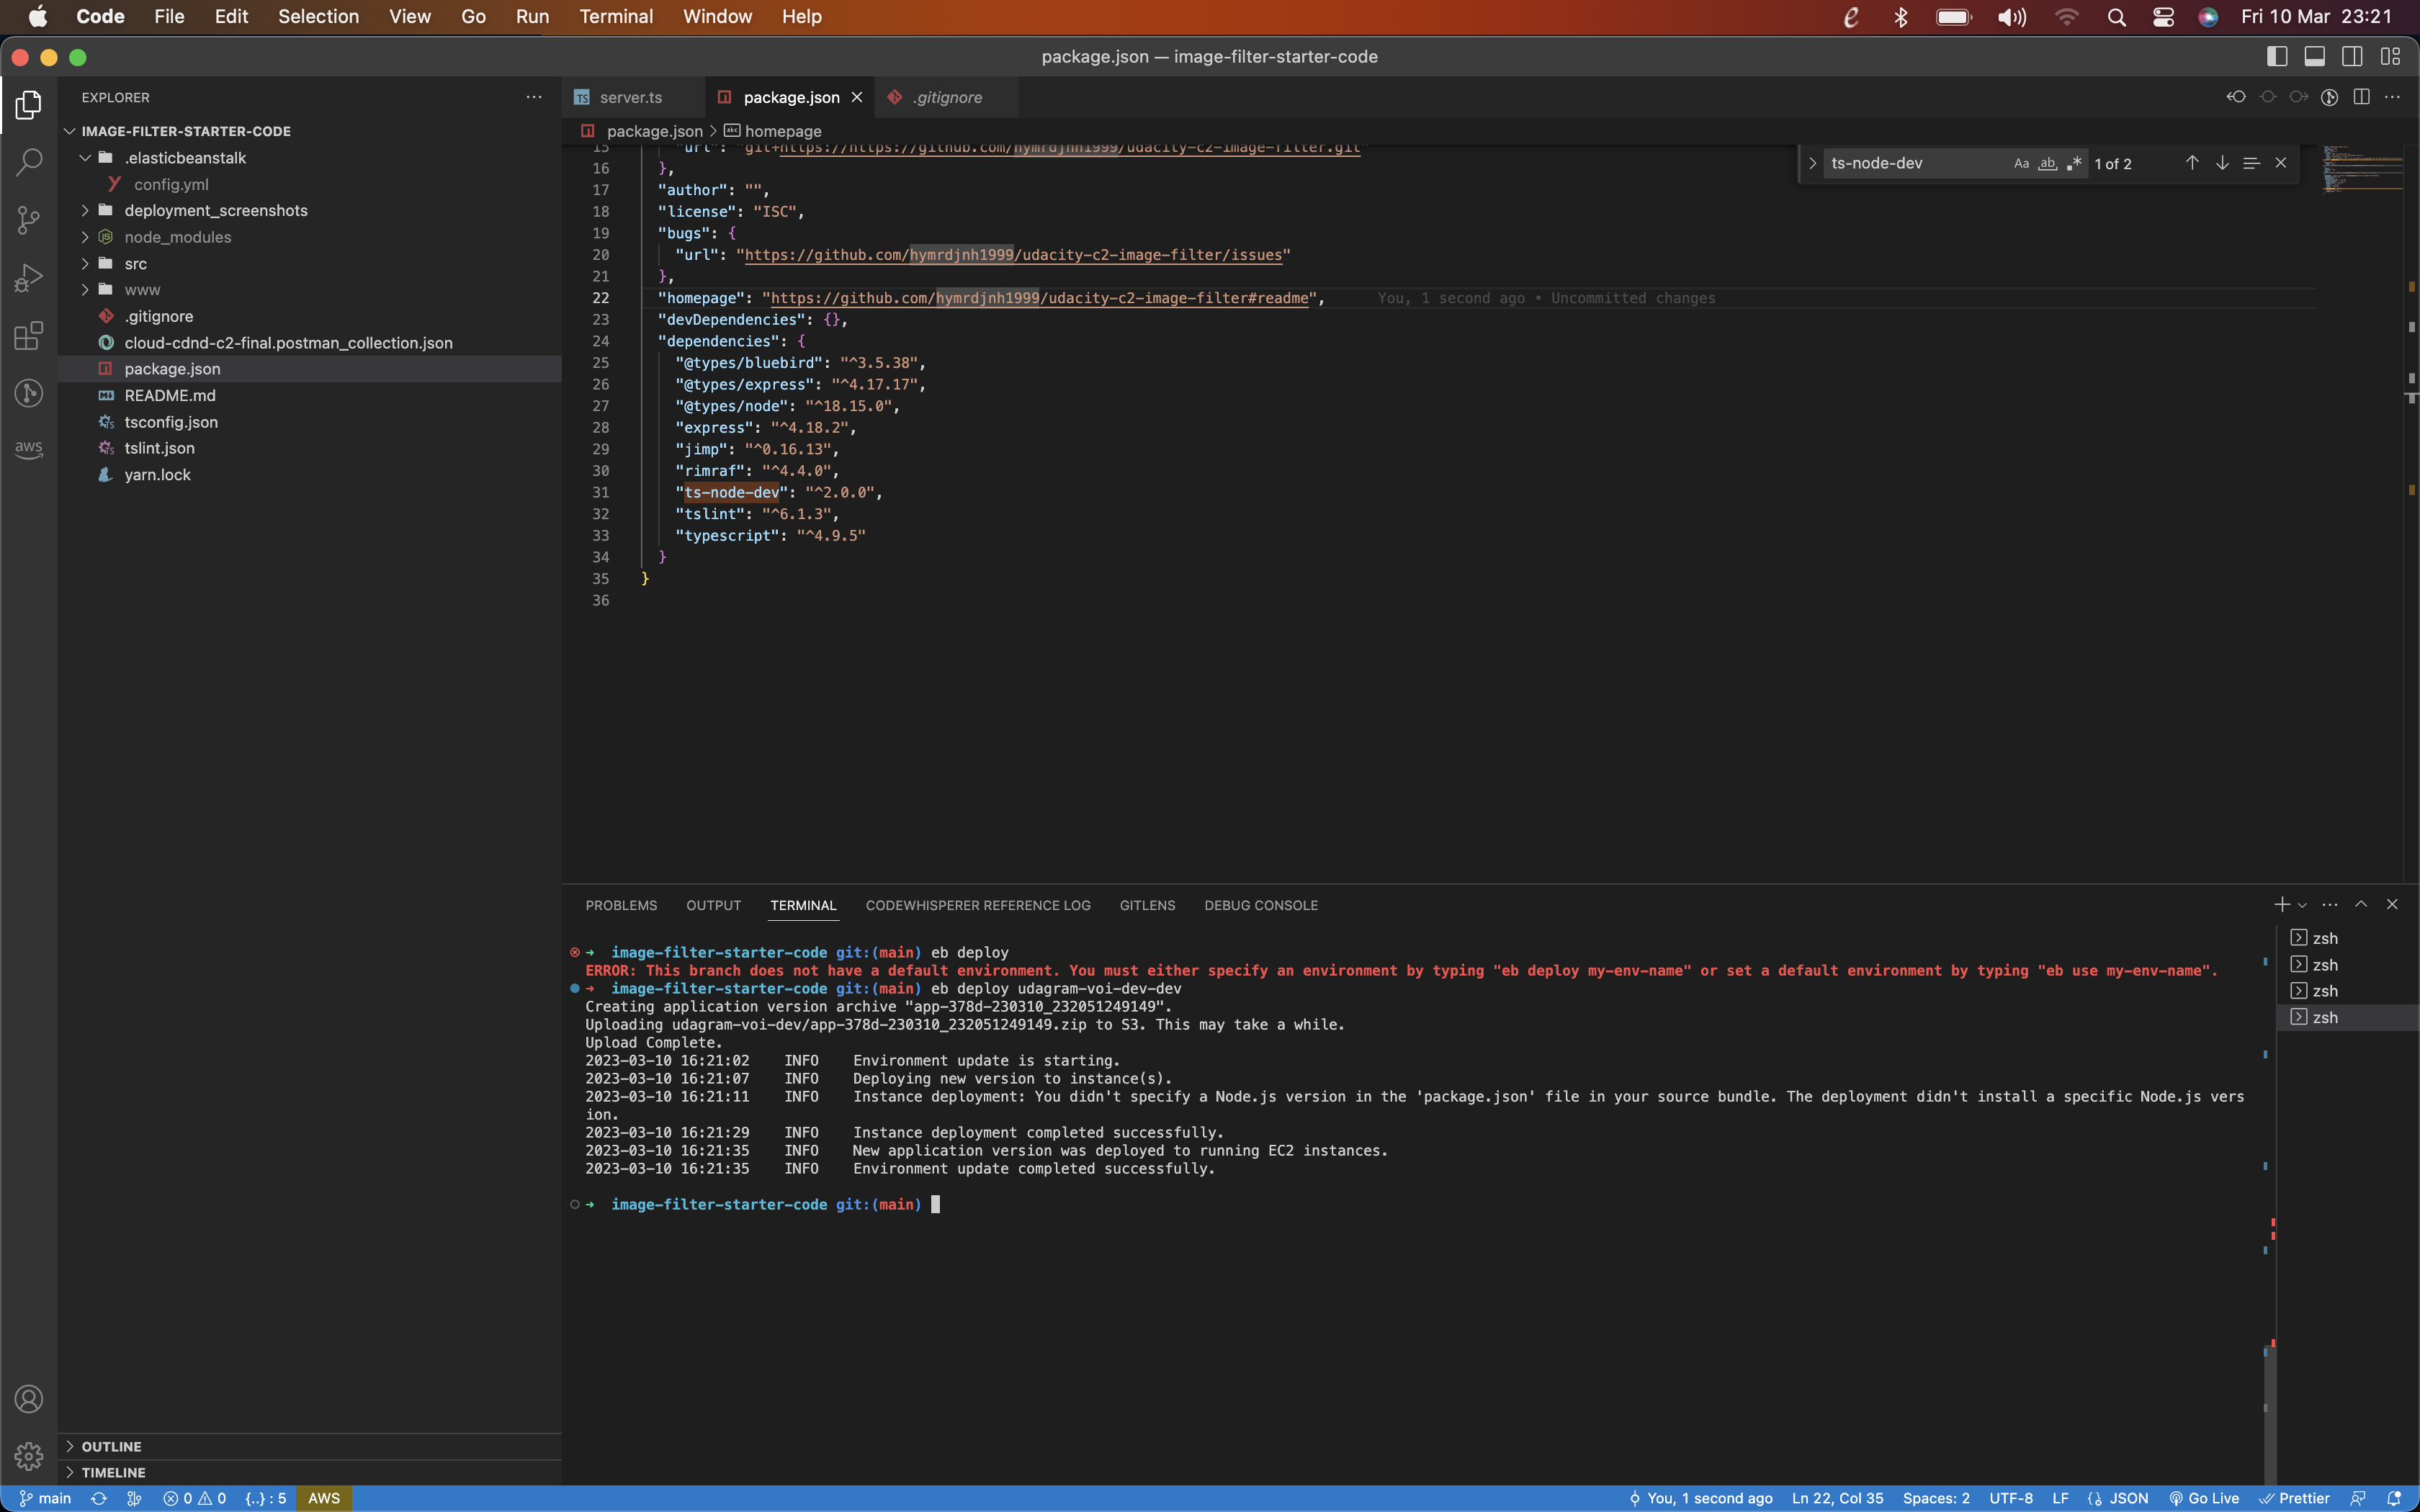 Code File Edit Selection View Go Run Terminal Window Help Fri 10 Mar 23:21
package.json — image-filter-starter-code
EXPLORER
IMAGE-FILTER-STARTER-CODE
.elasticbeanstalk
config.yml
deployment_screenshots
node_modules
src
www
.gitignore
cloud-cdnd-c2-final.postman_collection.json
package.json
README.md
tsconfig.json
tslint.json
yarn.lock
aws
OUTLINE
TIMELINE
server.ts package.json .gitignore
package.json > homepage
ts-node-dev Aa ab 1 of 2
15 "url": "git+https://https://github.com/hymrdjnh1999/udacity-c2-image-filter.git"
16 },
17 "author": "",
18 "license": "ISC",
19 "bugs": {
20 "url": "https://github.com/hymrdjnh1999/udacity-c2-image-filter/issues"
21 },
22 "homepage": "https://github.com/hymrdjnh1999/udacity-c2-image-filter#readme", You, 1 second ago • Uncommitted changes
23 "devDependencies": {},
24 "dependencies": {
25 "@types/bluebird": "^3.5.38",
26 "@types/express": "^4.17.17",
27 "@types/node": "^18.15.0",
28 "express": "^4.18.2",
29 "jimp": "^0.16.13",
30 "rimraf": "^4.4.0",
31 "ts-node-dev": "^2.0.0",
32 "tslint": "^6.1.3",
33 "typescript": "^4.9.5"
34 }
35 }
36
PROBLEMS OUTPUT TERMINAL CODEWHISPERER REFERENCE LOG GITLENS DEBUG CONSOLE
zsh
zsh
zsh
zsh
➜ image-filter-starter-code git:(main) eb deploy
ERROR: This branch does not have a default environment. You must either specify an environment by typing "eb deploy my-env-name" or set a default environment by typing "eb use my-env-name".
➜ image-filter-starter-code git:(main) eb deploy udagram-voi-dev-dev
Creating application version archive "app-378d-230310_232051249149".
Uploading udagram-voi-dev/app-378d-230310_232051249149.zip to S3. This may take a while.
Upload Complete.
2023-03-10 16:21:02 INFO Environment update is starting.
2023-03-10 16:21:07 INFO Deploying new version to instance(s).
2023-03-10 16:21:11 INFO Instance deployment: You didn't specify a Node.js version in the 'package.json' file in your source bundle. The deployment didn't install a specific Node.js vers
ion.
2023-03-10 16:21:29 INFO Instance deployment completed successfully.
2023-03-10 16:21:35 INFO New application version was deployed to running EC2 instances.
2023-03-10 16:21:35 INFO Environment update completed successfully.
➜ image-filter-starter-code git:(main)
main 0 0 {..} : 5 AWS You, 1 second ago Ln 22, Col 35 Spaces: 2 UTF-8 LF {} JSON Go Live Prettier